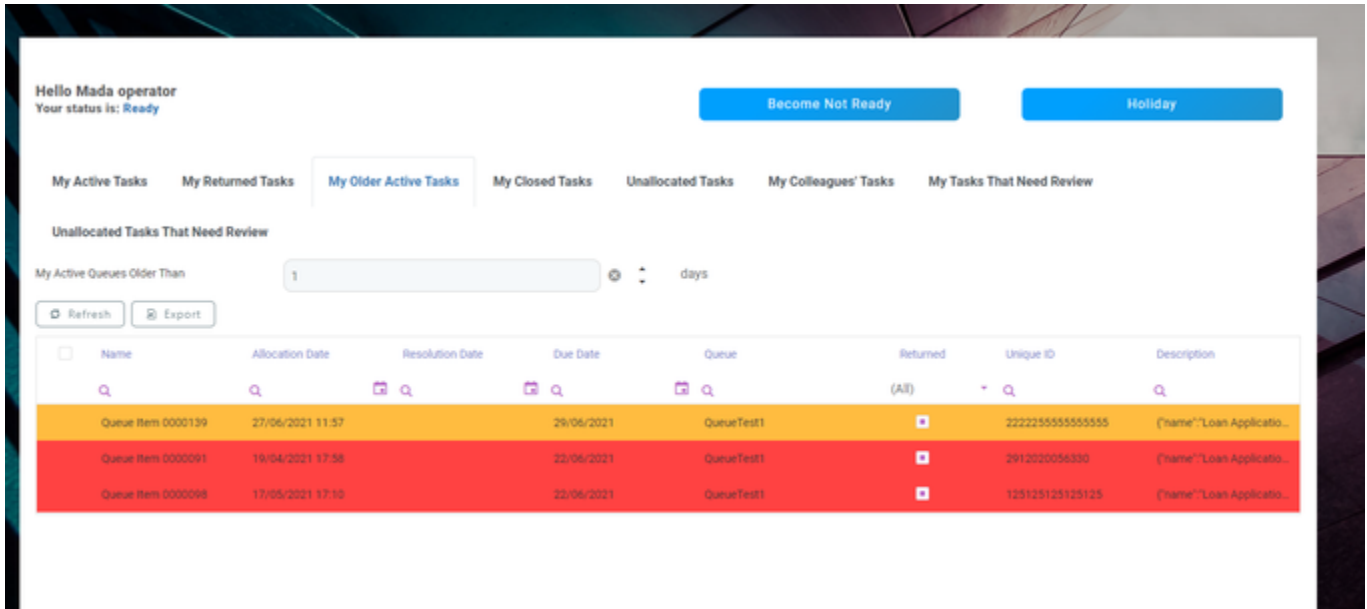 Hello Mada operator
Your status is: Ready
Become Not Ready
Holiday
My Active Tasks My Returned Tasks My Older Active Tasks My Closed Tasks Unallocated Tasks My Colleagues' Tasks My Tasks That Need Review
Unallocated Tasks That Need Review
My Active Queues Older Than 1 days
Refresh Export
Name Allocation Date Resolution Date Due Date Queue Returned Unique ID Description
(All)
Queue Item 0000139 27/06/2021 11:57 29/06/2021 QueueTest1 2222255555555555 {"name":"Loan Applicatio...
Queue Item 0000091 19/04/2021 17:58 22/06/2021 QueueTest1 2912020056330 {"name":"Loan Applicatio...
Queue Item 0000098 17/05/2021 17:10 22/06/2021 QueueTest1 125125125125125 {"name":"Loan Applicatio...